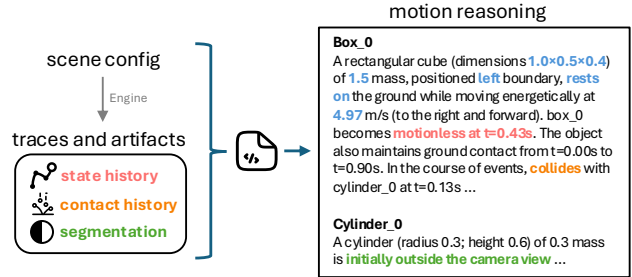 scene config
Engine
traces and artifacts
state history
contact history
segmentation
</>
motion reasoning
Box_0
A rectangular cube (dimensions 1.0×0.5×0.4)
of 1.5 mass, positioned left boundary, rests
on the ground while moving energetically at
4.97 m/s (to the right and forward). box_0
becomes motionless at t=0.43s. The object
also maintains ground contact from t=0.00s to
t=0.90s. In the course of events, collides with
cylinder_0 at t=0.13s ...
Cylinder_0
A cylinder (radius 0.3; height 0.6) of 0.3 mass
is initially outside the camera view ...